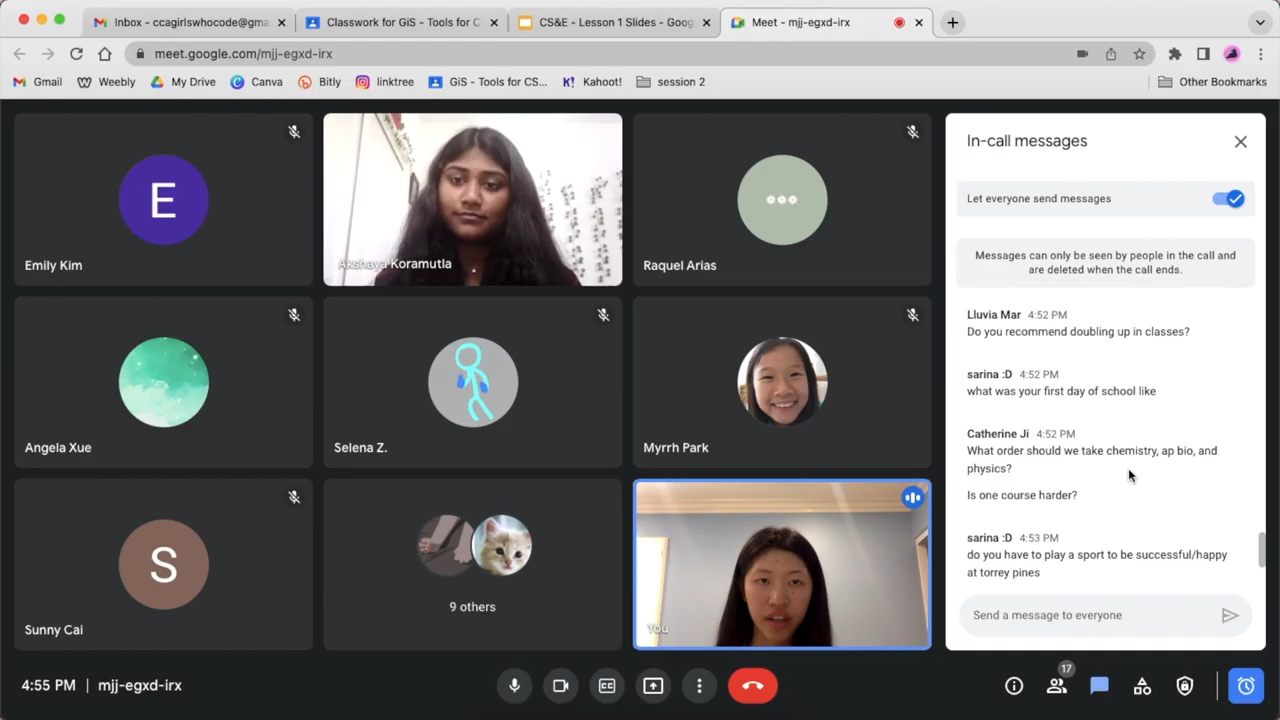 Inbox - ccagirlswhocode@gma
Classwork for GiS - Tools for C
CS&E - Lesson 1 Slides - Goog
Meet - mjj-egxd-irx
meet.google.com/mjj-egxd-irx
Gmail
Weebly
My Drive
Canva
Bitly
linktree
GiS - Tools for CS...
K!
Kahoot!
session 2
Other Bookmarks
E
Emily Kim
Akshaya Koramutla
Raquel Arias
Angela Xue
Selena Z.
Myrrh Park
S
Sunny Cai
9 others
You
In-call messages
Let everyone send messages
Messages can only be seen by people in the call and
are deleted when the call ends.
Lluvia Mar 4:52 PM
Do you recommend doubling up in classes?
sarina :D 4:52 PM
what was your first day of school like
Catherine Ji 4:52 PM
What order should we take chemistry, ap bio, and
physics?
Is one course harder?
sarina :D 4:53 PM
do you have to play a sport to be successful/happy
at torrey pines
Send a message to everyone
4:55 PM | mjj-egxd-irx
CC
17